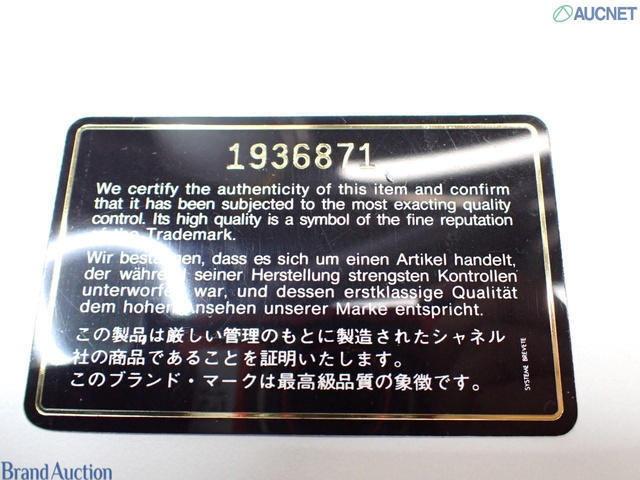 AUCNET
1936871
We certify the authenticity of this item and confirm
that it has been subjected to the most exacting quality
control. Its high quality is a symbol of the fine reputation
of the Trademark.
Wir bestätigen, dass es sich um einen Artikel handelt,
der während seiner Herstellung strengsten Kontrollen
unterworfen war, und dessen erstklassige Qualität
dem hohen Ansehen unserer Marke entspricht.
この製品は厳しい管理のもとに製造されたシャネル
社の商品であることを証明いたします。
このブランド・マークは最高級品質の象徴です。
SYSTEME BREVETE
Brand Auction